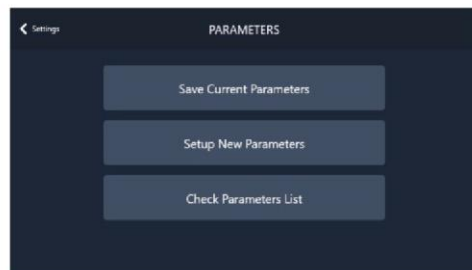 Settings
PARAMETERS
Save Current Parameters
Setup New Parameters
Check Parameters List